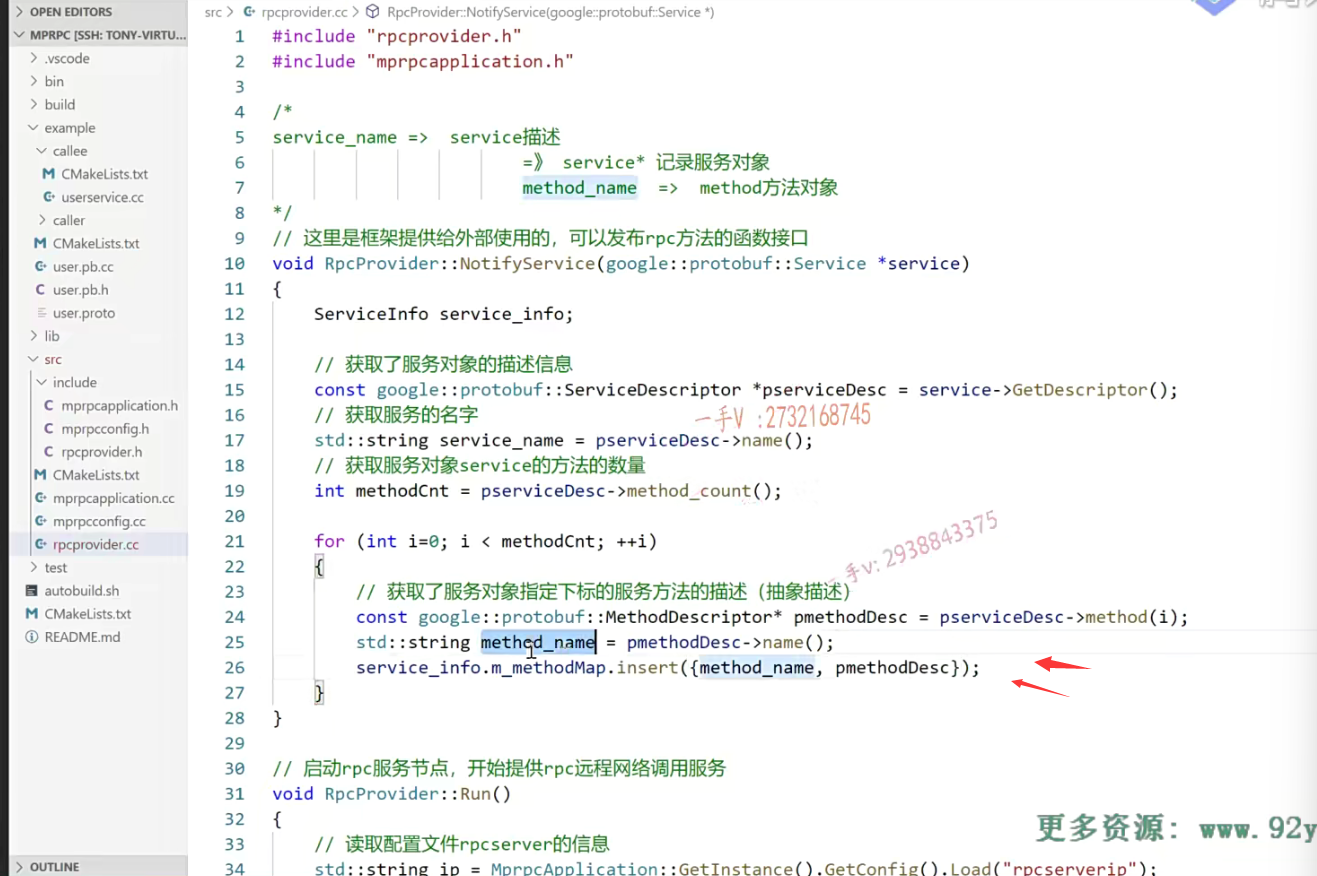 OPEN EDITORS
MPRPC [SSH: TONY-VIRTU...
.vscode
bin
build
example
callee
CMakeLists.txt
userservice.cc
caller
CMakeLists.txt
user.pb.cc
user.pb.h
user.proto
lib
src
include
mprpcapplication.h
mprpcconfig.h
rpcprovider.h
CMakeLists.txt
mprpcapplication.cc
mprpcconfig.cc
rpcprovider.cc
test
autobuild.sh
CMakeLists.txt
README.md
OUTLINE
src > rpcprovider.cc > RpcProvider::NotifyService(google::protobuf::Service *)
1 #include "rpcprovider.h"
2 #include "mprpcapplication.h"
3
4 /*
5 service_name => service描述
6 =》 service* 记录服务对象
7 method_name => method方法对象
8 */
9 // 这里是框架提供给外部使用的，可以发布rpc方法的函数接口
10 void RpcProvider::NotifyService(google::protobuf::Service *service)
11 {
12 ServiceInfo service_info;
13
14 // 获取了服务对象的描述信息
15 const google::protobuf::ServiceDescriptor *pserviceDesc = service->GetDescriptor();
16 // 获取服务的名字
一手V :2732168745
17 std::string service_name = pserviceDesc->name();
18 // 获取服务对象service的方法的数量
19 int methodCnt = pserviceDesc->method_count();
20
21 for (int i=0; i < methodCnt; ++i)
22 {
一手v: 2938843375
23 // 获取了服务对象指定下标的服务方法的描述（抽象描述）
24 const google::protobuf::MethodDescriptor* pmethodDesc = pserviceDesc->method(i);
25 std::string method_name = pmethodDesc->name();
26 service_info.m_methodMap.insert({method_name, pmethodDesc});
27 }
28 }
29
30 // 启动rpc服务节点，开始提供rpc远程网络调用服务
31 void RpcProvider::Run()
32 {
33 // 读取配置文件rpcserver的信息
34 std::string ip = MprpcApplication::GetInstance().GetConfig().Load("rpcserverip");
更多资源：www.92y